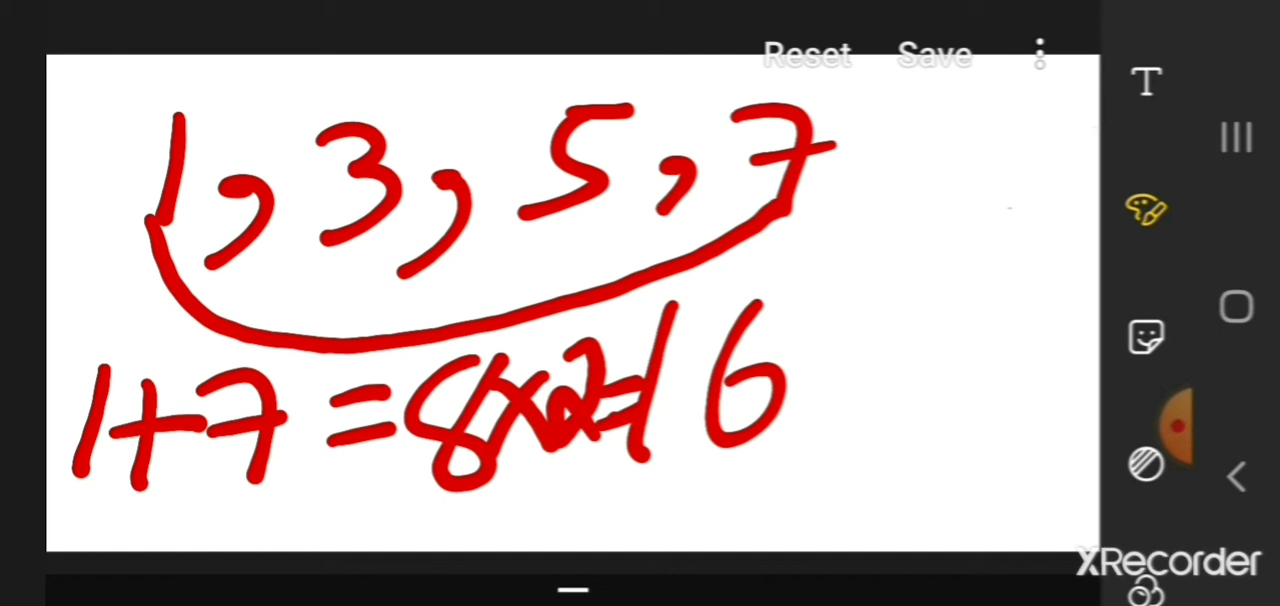 Reset Save
1, 3, 5, 7
1+7=8x2=16
T
XRecorder